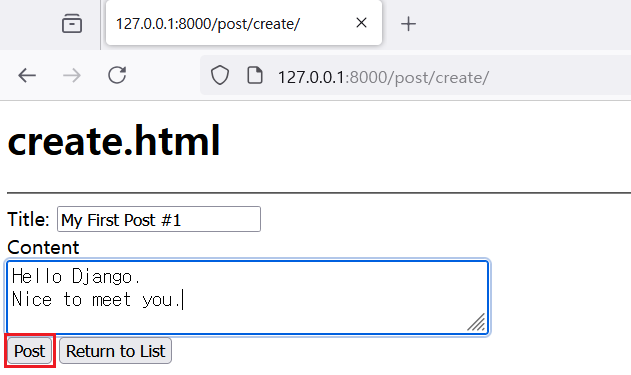 127.0.0.1:8000/post/create/
127.0.0.1:8000/post/create/
create.html
Title: My First Post #1
Content
Hello Django.
Nice to meet you.
Post Return to List